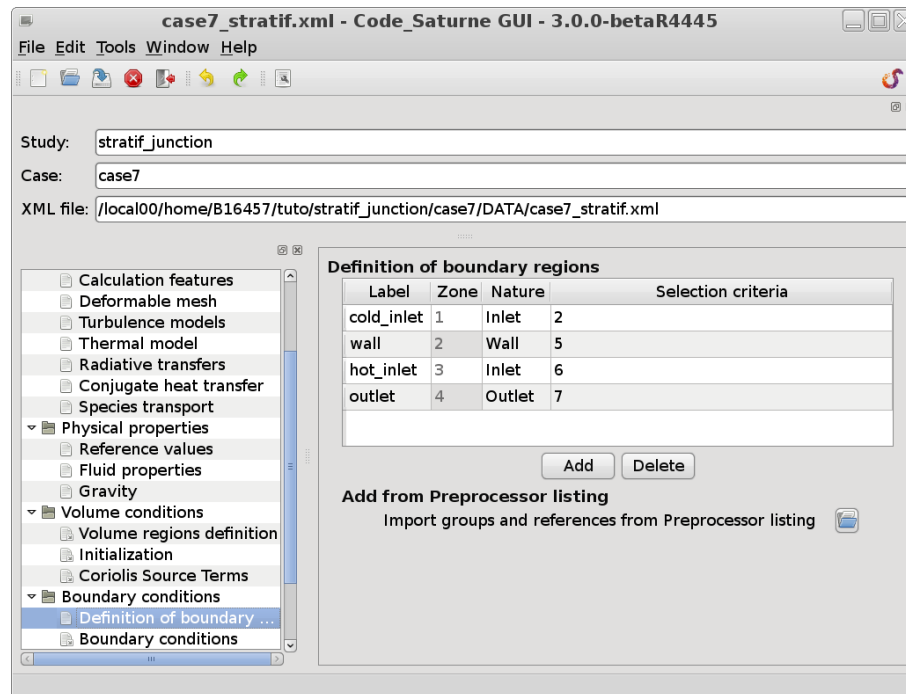 case7_stratif.xml - Code_Saturne GUI - 3.0.0-betaR4445
File Edit Tools Window Help
Study: stratif_junction
Case: case7
XML file: /local00/home/B16457/tuto/stratif_junction/case7/DATA/case7_stratif.xml
Calculation features
Deformable mesh
Turbulence models
Thermal model
Radiative transfers
Conjugate heat transfer
Species transport
Physical properties
Reference values
Fluid properties
Gravity
Volume conditions
Volume regions definition
Initialization
Coriolis Source Terms
Boundary conditions
Definition of boundary ...
Boundary conditions
Definition of boundary regions
Label Zone Nature Selection criteria
cold_inlet 1 Inlet 2
wall 2 Wall 5
hot_inlet 3 Inlet 6
outlet 4 Outlet 7
Add Delete
Add from Preprocessor listing
Import groups and references from Preprocessor listing